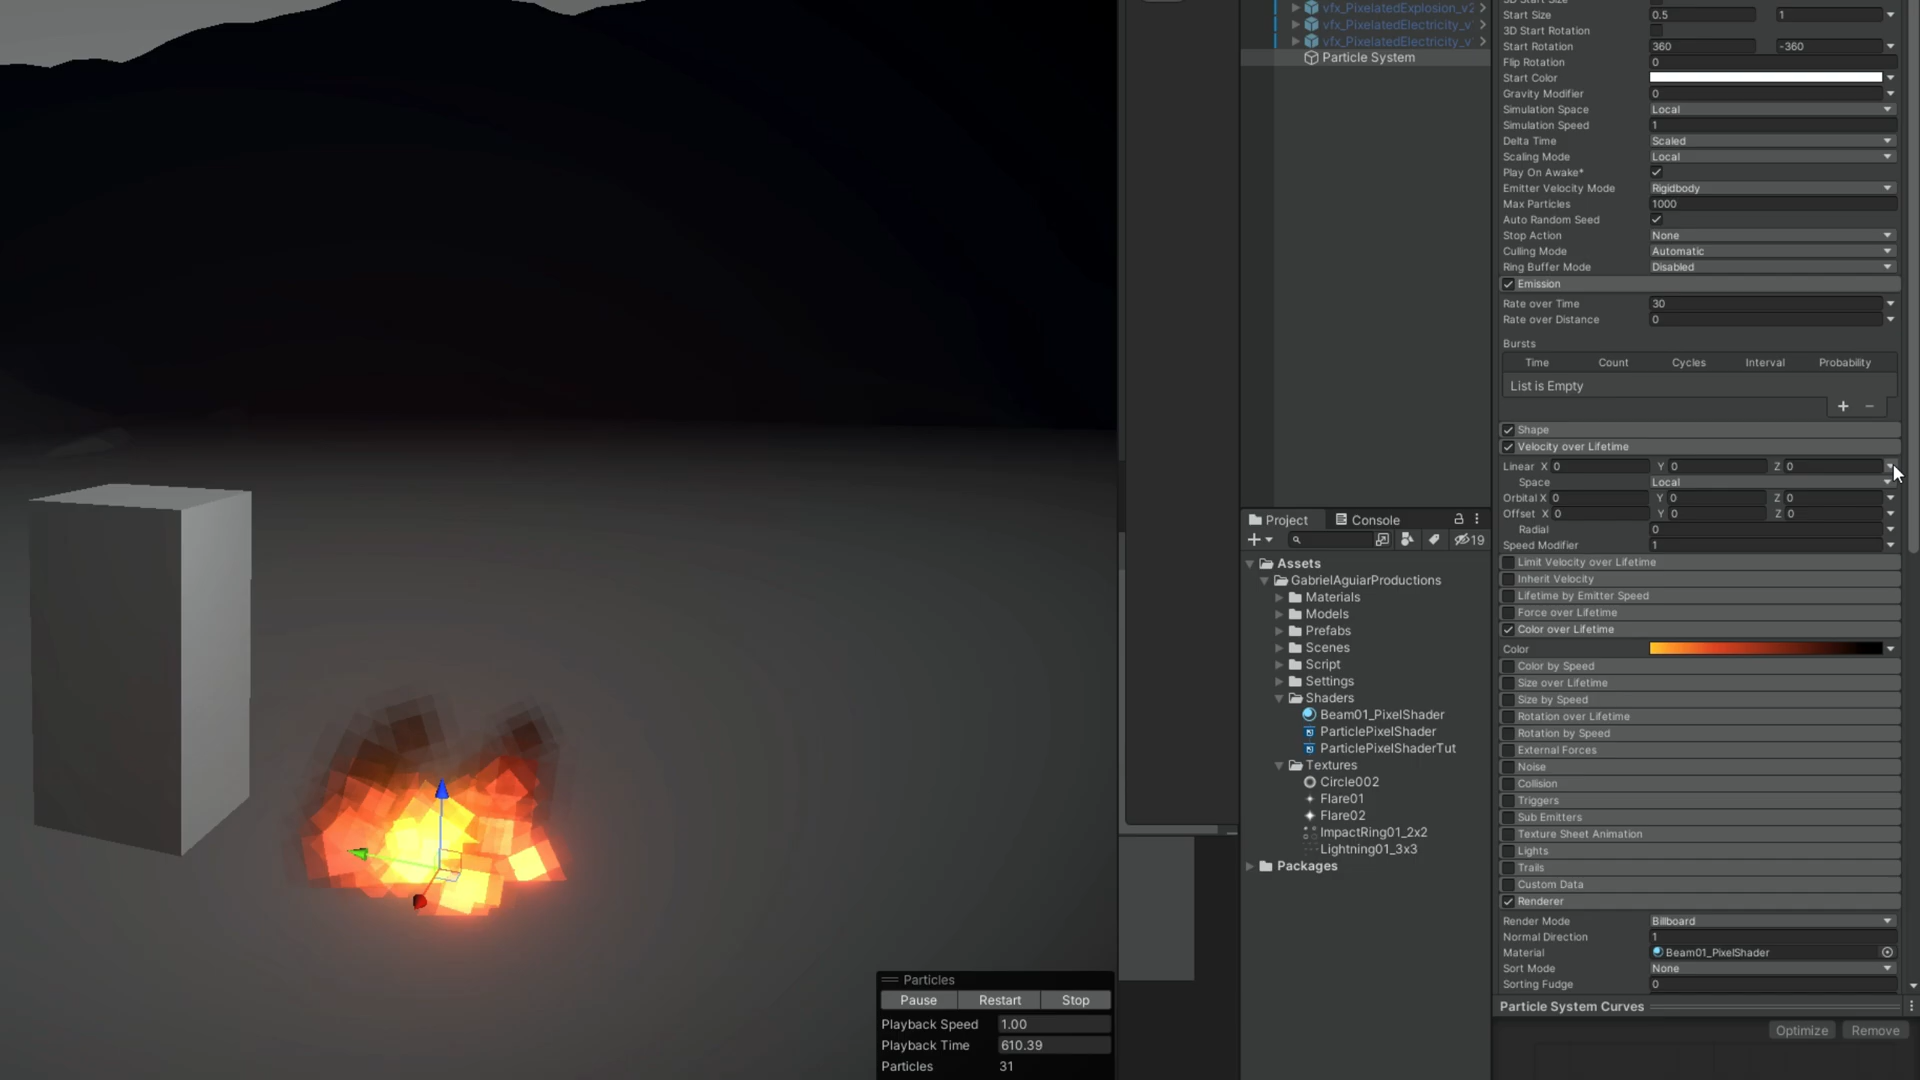 vfx_PixelatedExplosion_v2
vfx_PixelatedElectricity_v
vfx_PixelatedElectricity_v
Particle System
Start Size 0.5 1
3D Start Rotation
Start Rotation 360 -360
Flip Rotation 0
Start Color
Gravity Modifier 0
Simulation Space Local
Simulation Speed 1
Delta Time Scaled
Scaling Mode Local
Play On Awake*
Emitter Velocity Mode Rigidbody
Max Particles 1000
Auto Random Seed
Stop Action None
Culling Mode Automatic
Ring Buffer Mode Disabled
Emission
Rate over Time 30
Rate over Distance 0
Bursts
Time Count Cycles Interval Probability
List is Empty
Shape
Velocity over Lifetime
Linear X 0 Y 0 Z 0
Space Local
Orbital X 0 Y 0 Z 0
Offset X 0 Y 0 Z 0
Radial 0
Speed Modifier 1
Limit Velocity over Lifetime
Inherit Velocity
Lifetime by Emitter Speed
Force over Lifetime
Color over Lifetime
Color
Color by Speed
Size over Lifetime
Size by Speed
Rotation over Lifetime
Rotation by Speed
External Forces
Noise
Collision
Triggers
Sub Emitters
Texture Sheet Animation
Lights
Trails
Custom Data
Renderer
Render Mode Billboard
Normal Direction 1
Material Beam01_PixelShader
Sort Mode None
Sorting Fudge 0
Particle System Curves
Optimize Remove
Project Console
19
Assets
GabrielAguiarProductions
Materials
Models
Prefabs
Scenes
Script
Settings
Shaders
Beam01_PixelShader
ParticlePixelShader
ParticlePixelShaderTut
Textures
Circle002
Flare01
Flare02
ImpactRing01_2x2
Lightning01_3x3
Packages
Particles
Pause Restart Stop
Playback Speed 1.00
Playback Time 610.39
Particles 31